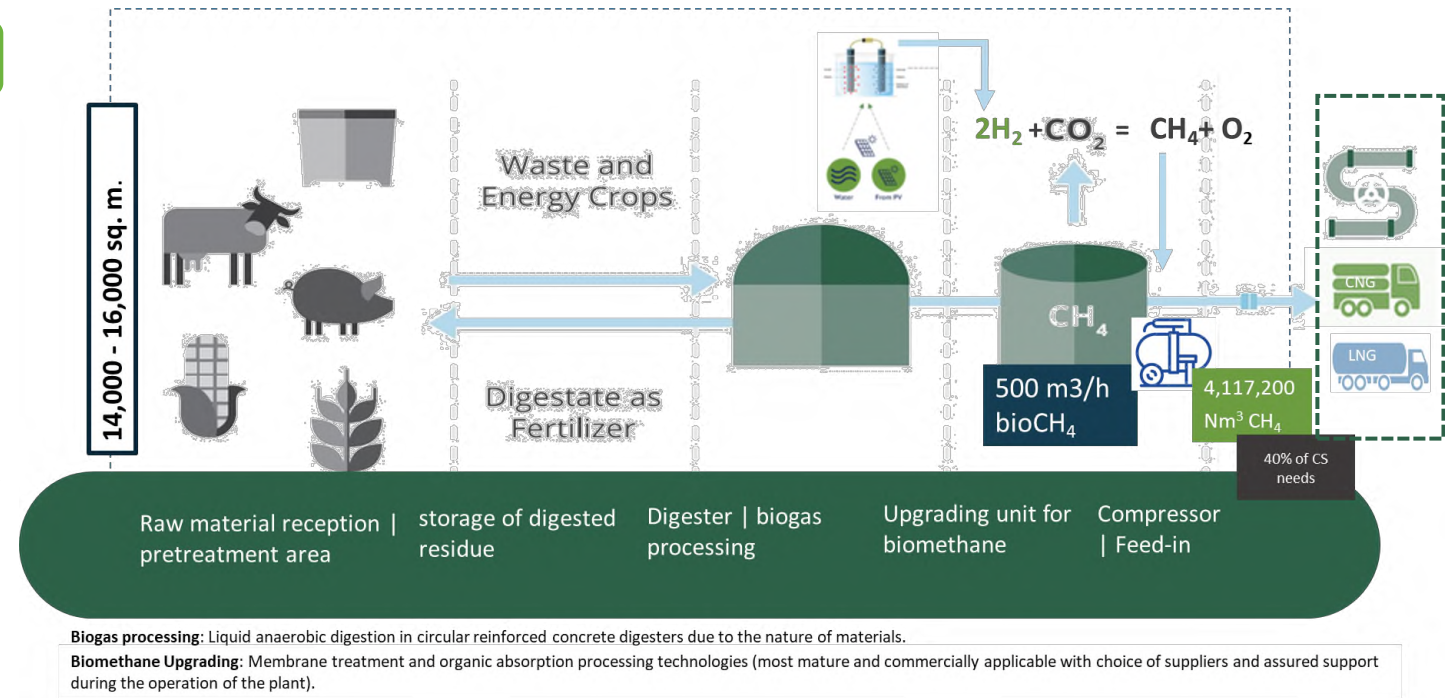 14,000 - 16,000 sq. m.
Waste and
Energy Crops
Digestate as
Fertilizer
Water
From PV
2H₂ + CO₂ = CH₄ + O₂
CH₄
500 m3/h
bioCH₄
4,117,200
Nm³ CH₄
40% of CS
needs
CNG
LNG
Raw material reception |
pretreatment area
storage of digested
residue
Digester | biogas
processing
Upgrading unit for
biomethane
Compressor
| Feed-in
Biogas processing: Liquid anaerobic digestion in circular reinforced concrete digesters due to the nature of materials.
Biomethane Upgrading: Membrane treatment and organic absorption processing technologies (most mature and commercially applicable with choice of suppliers and assured support
during the operation of the plant).